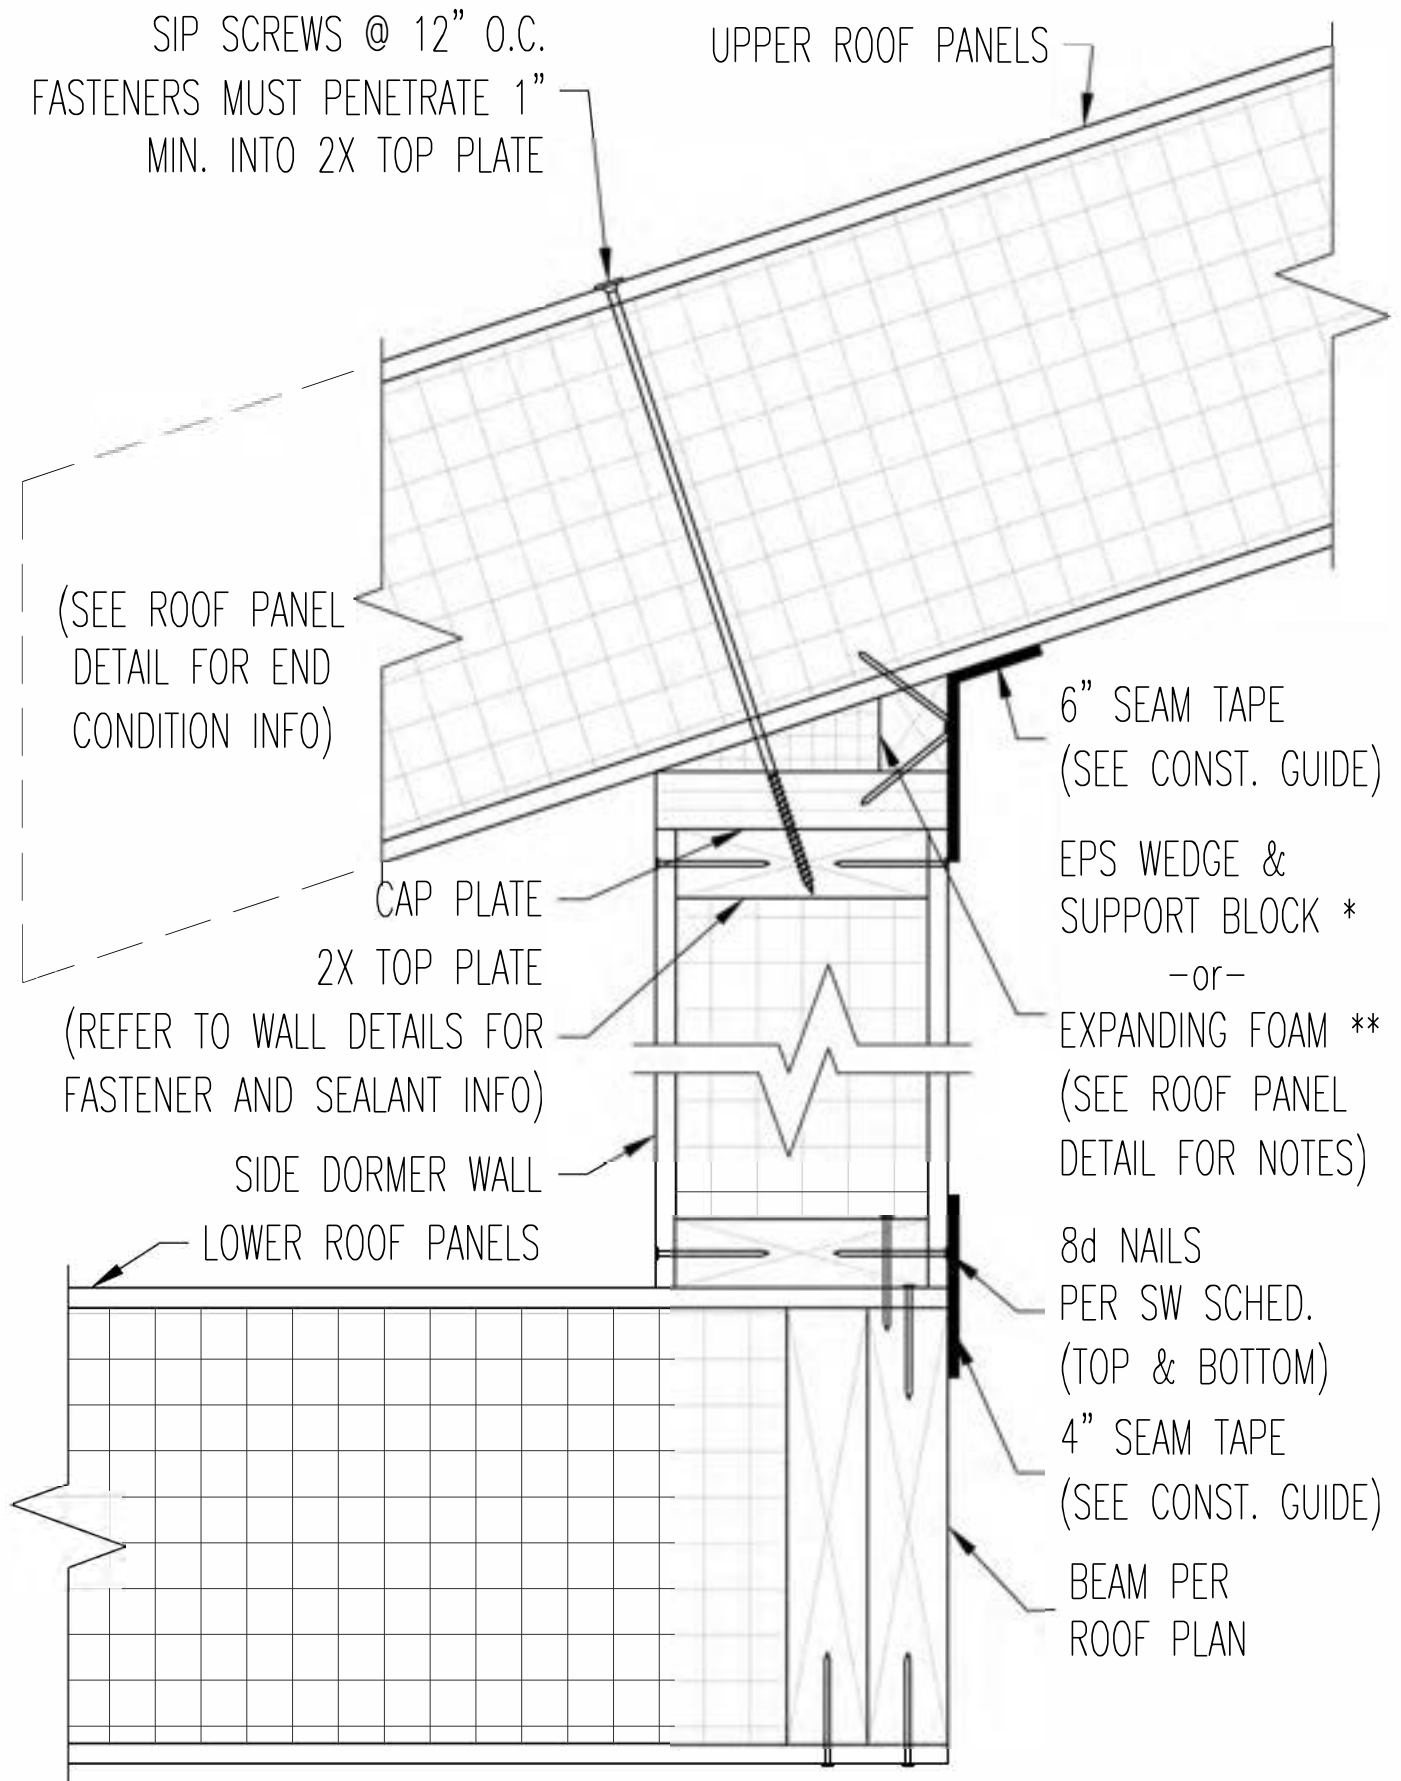 SIP SCREWS @ 12” O.C.
FASTENERS MUST PENETRATE 1”
MIN. INTO 2X TOP PLATE
UPPER ROOF PANELS
(SEE ROOF PANEL
DETAIL FOR END
CONDITION INFO)
6” SEAM TAPE
(SEE CONST. GUIDE)
EPS WEDGE &
SUPPORT BLOCK *
-or-
EXPANDING FOAM **
(SEE ROOF PANEL
DETAIL FOR NOTES)
CAP PLATE
2X TOP PLATE
(REFER TO WALL DETAILS FOR
FASTENER AND SEALANT INFO)
SIDE DORMER WALL
LOWER ROOF PANELS
8d NAILS
PER SW SCHED.
(TOP & BOTTOM)
4” SEAM TAPE
(SEE CONST. GUIDE)
BEAM PER
ROOF PLAN